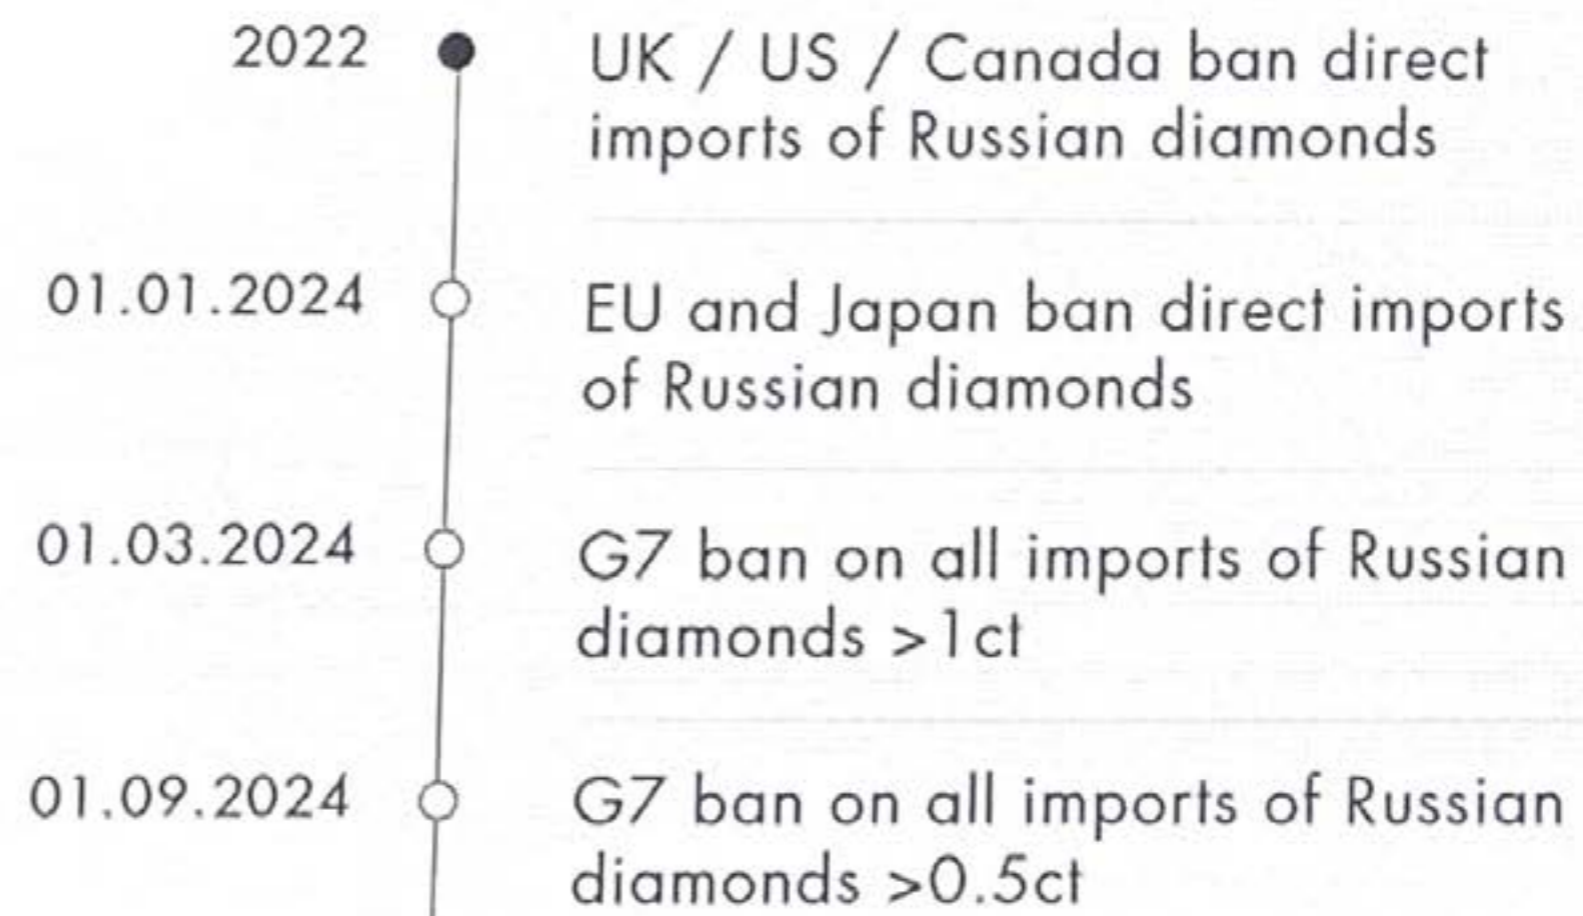 2022
UK / US / Canada ban direct
imports of Russian diamonds
01.01.2024
EU and Japan ban direct imports
of Russian diamonds
01.03.2024
G7 ban on all imports of Russian
diamonds >1ct
01.09.2024
G7 ban on all imports of Russian
diamonds >0.5ct